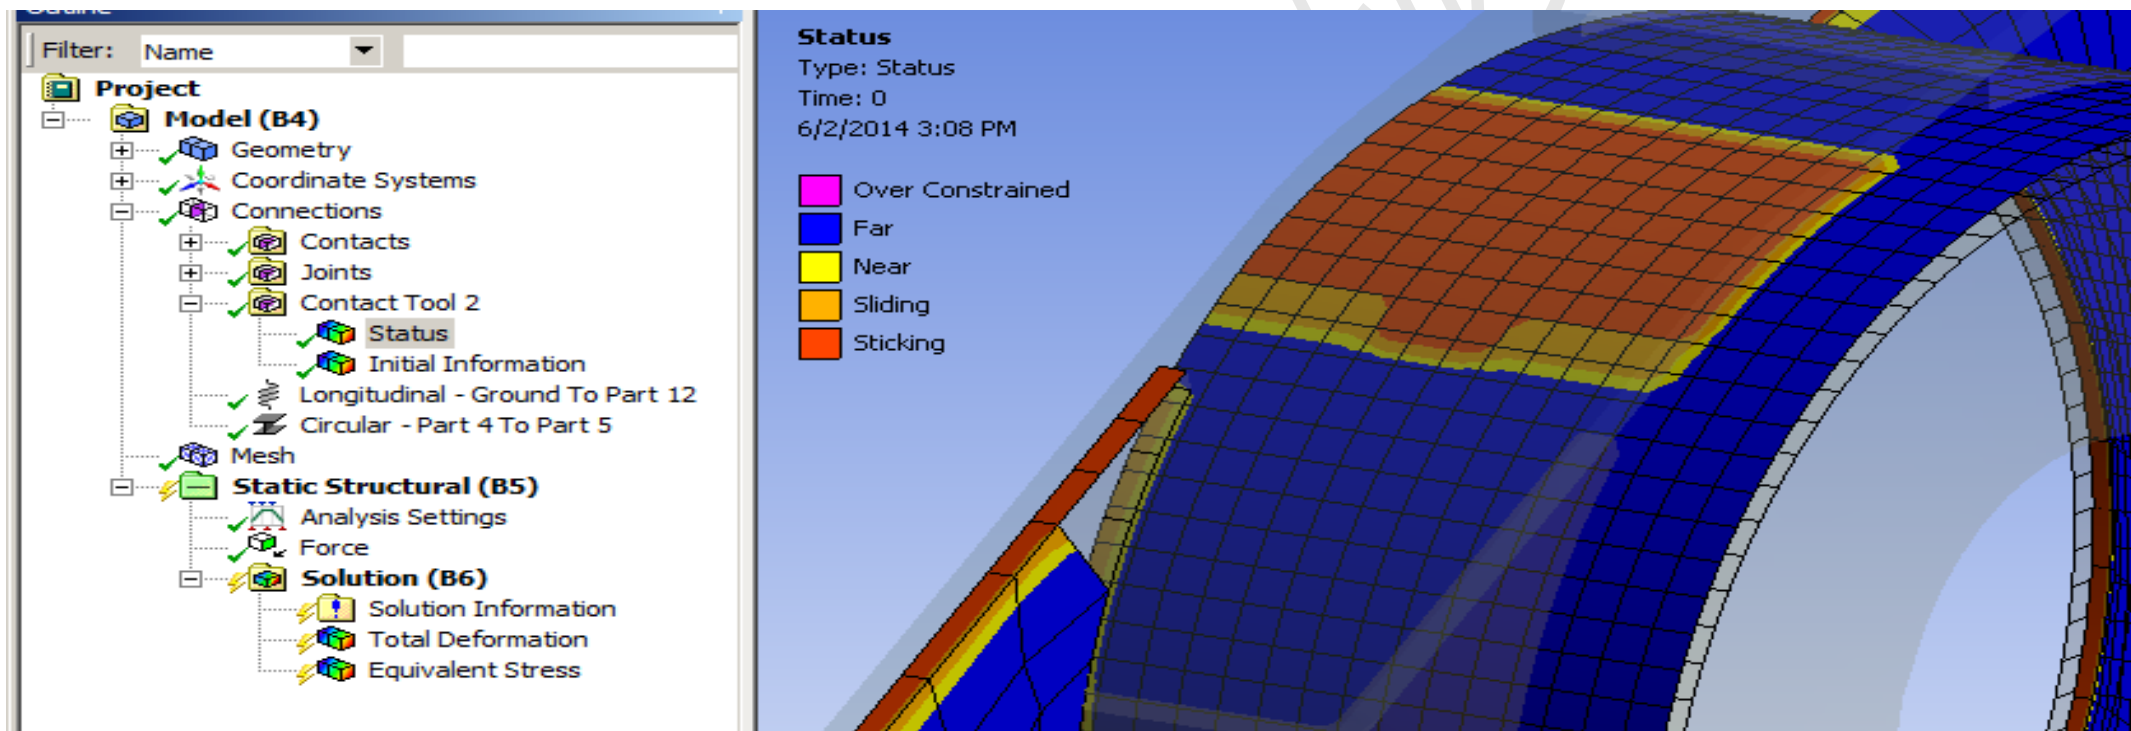 Outline
Filter: Name
Project
Model (B4)
Geometry
Coordinate Systems
Connections
Contacts
Joints
Contact Tool 2
Status
Initial Information
Longitudinal - Ground To Part 12
Circular - Part 4 To Part 5
Mesh
Static Structural (B5)
Analysis Settings
Force
Solution (B6)
Solution Information
Total Deformation
Equivalent Stress
Status
Type: Status
Time: 0
6/2/2014 3:08 PM
Over Constrained
Far
Near
Sliding
Sticking